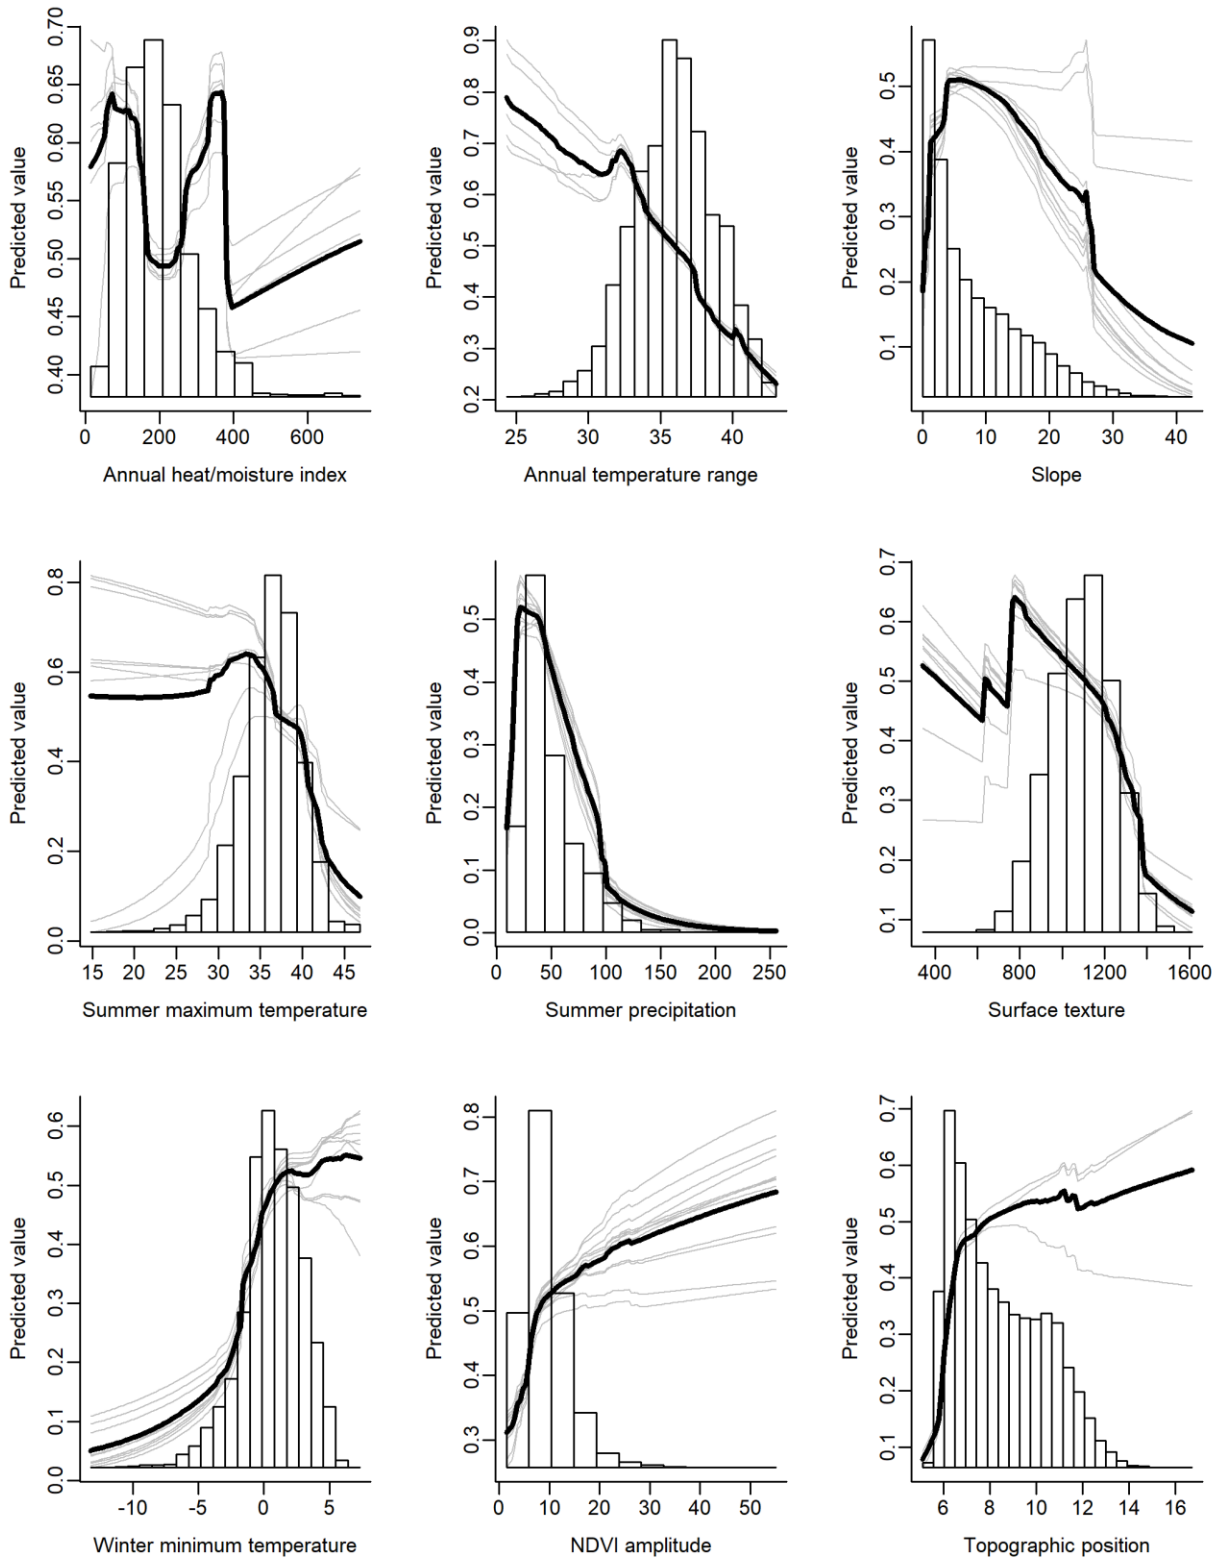 Predicted value
0.40 0.45 0.50 0.55 0.60 0.65 0.70
0 200 400 600
Annual heat/moisture index
Predicted value
0.2 0.3 0.4 0.5 0.6 0.7 0.8 0.9
25 30 35 40
Annual temperature range
Predicted value
0.1 0.2 0.3 0.4 0.5
0 10 20 30 40
Slope
Predicted value
0.0 0.2 0.4 0.6 0.8
15 20 25 30 35 40 45
Summer maximum temperature
Predicted value
0.0 0.1 0.2 0.3 0.4 0.5
0 50 100 150 200 250
Summer precipitation
Predicted value
0.1 0.2 0.3 0.4 0.5 0.6 0.7
400 800 1200 1600
Surface texture
Predicted value
0.0 0.1 0.2 0.3 0.4 0.5 0.6
-10 -5 0 5
Winter minimum temperature
Predicted value
0.3 0.4 0.5 0.6 0.7 0.8
0 10 20 30 40 50
NDVI amplitude
Predicted value
0.1 0.2 0.3 0.4 0.5 0.6 0.7
6 8 10 12 14 16
Topographic position